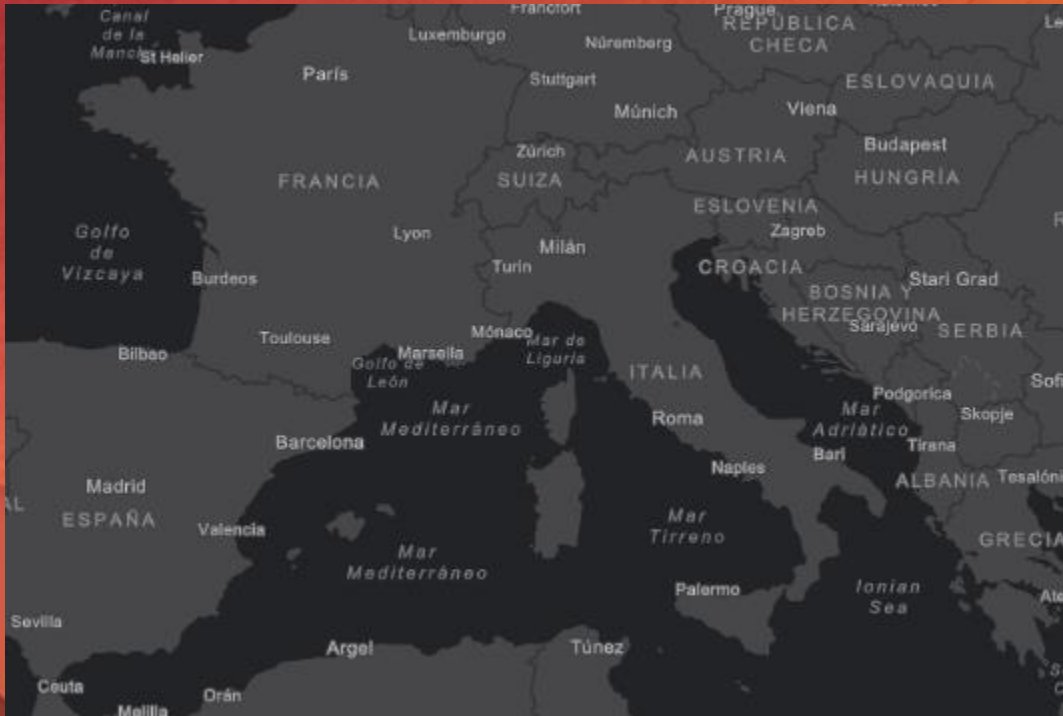 Canal
de la
Francfort
Praga
REPÚBLICA
CHECA
Luxemburgo
Núremberg
St Helier
París
Stuttgart
ESLOVAQUIA
Múnich
Viena
Budapest
Zúrich
AUSTRIA
FRANCIA
SUIZA
HUNGRÍA
ESLOVENIA
Zagreb
Golfo
de
Vizcaya
Lyon
Milán
Turín
CROACIA
Burdeos
Stari Grad
BOSNIA Y
HERZEGOVINA
Sarajevo
SERBIA
Bilbao
Toulouse
Mónaco
Marsella
Mar de
Liguria
Golfo de
León
ITALIA
Podgorica
Mar
Mediterráneo
Roma
Mar
Adriático
Skopje
Barcelona
Bari
Tirana
Naples
ALBANIA
Madrid
ESPAÑA
Valencia
Mar
Tirreno
Mar
Mediterráneo
GRECIA
Palermo
Ionian
Sea
Sevilla
Argel
Túnez
Ceuta
Orán
Melilla